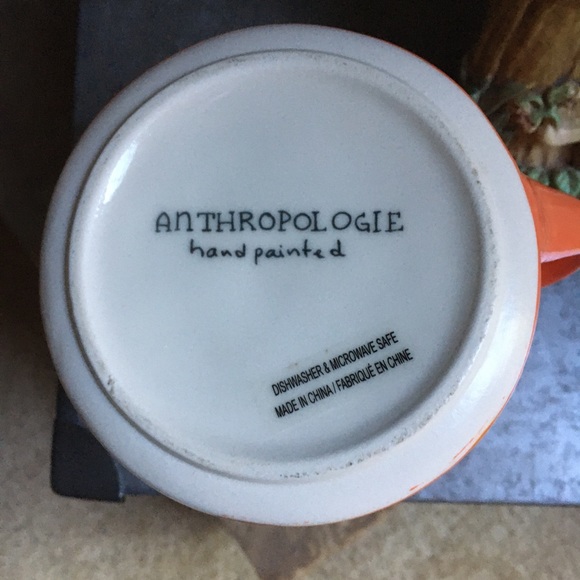 ANTHROPOLOGIE
hand painted
DISHWASHER & MICROWAVE SAFE
MADE IN CHINA / FABRIQUÉ EN CHINE